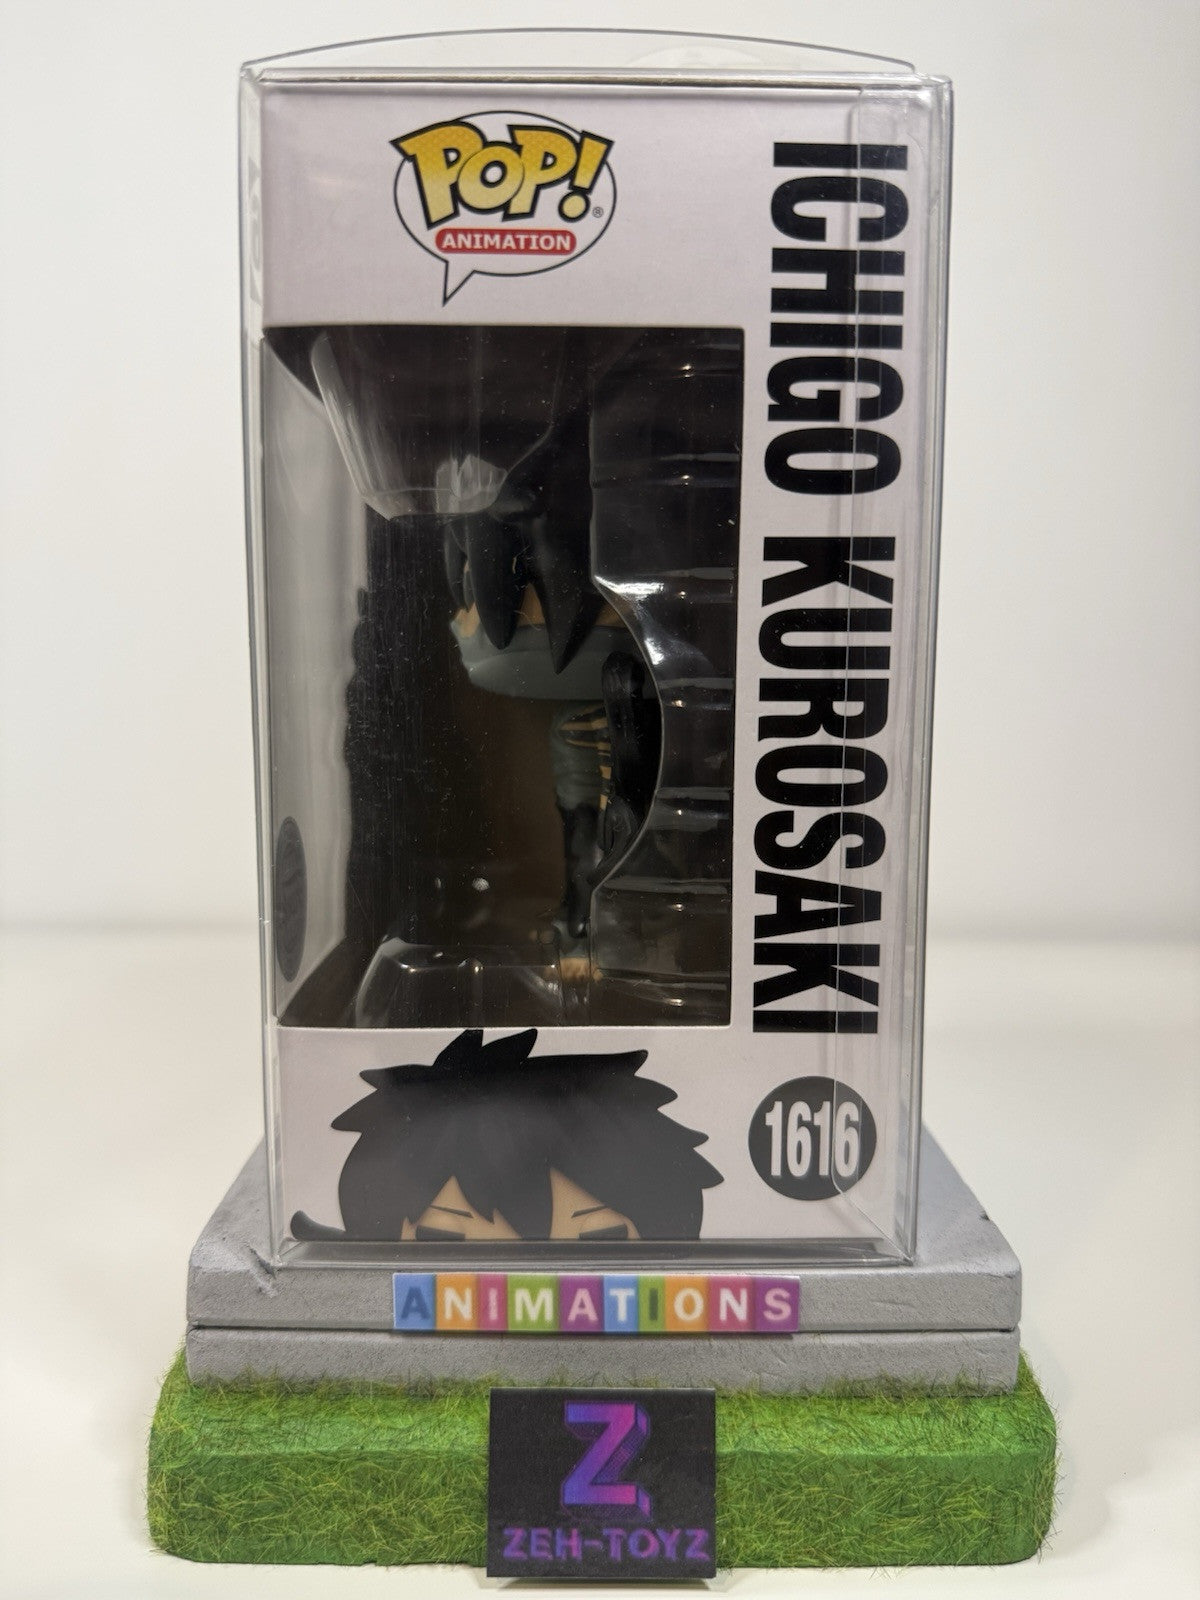 POP!
®
ANIMATION
ICHIGO KUROSAKI
1616
ANIMATIONS
Z
ZEH-TOYZ